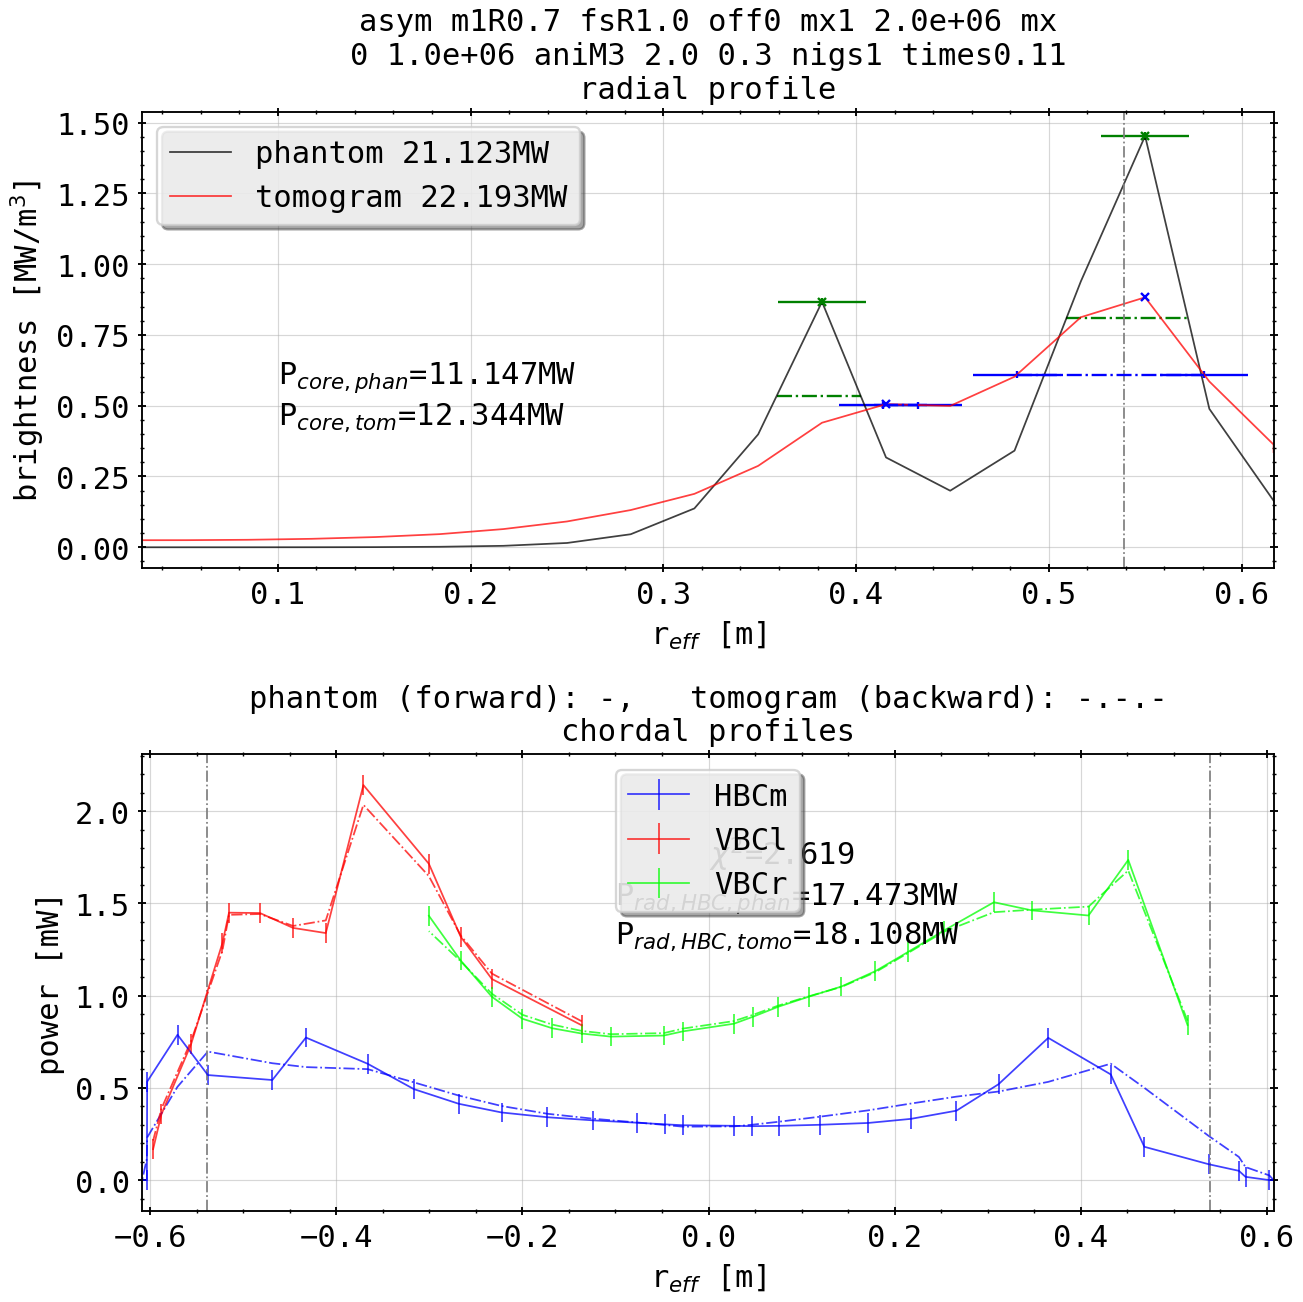 asym m1R0.7 fsR1.0 off0 mx1 2.0e+06 mx
0 1.0e+06 aniM3 2.0 0.3 nigs1 times0.11
radial profile
phantom 21.123MW
tomogram 22.193MW
P_core,phan=11.147MW
P_core,tom=12.344MW
brightness [MW/m³]
1.50
1.25
1.00
0.75
0.50
0.25
0.00
0.1 0.2 0.3 0.4 0.5 0.6
r_eff [m]
phantom (forward): -,   tomogram (backward): -.-.-
chordal profiles
HBCm
VBCl
VBCr
χ²=2.619
P_rad,HBC,phan=17.473MW
P_rad,HBC,tomo=18.108MW
power [mW]
2.0
1.5
1.0
0.5
0.0
−0.6 −0.4 −0.2 0.0 0.2 0.4 0.6
r_eff [m]